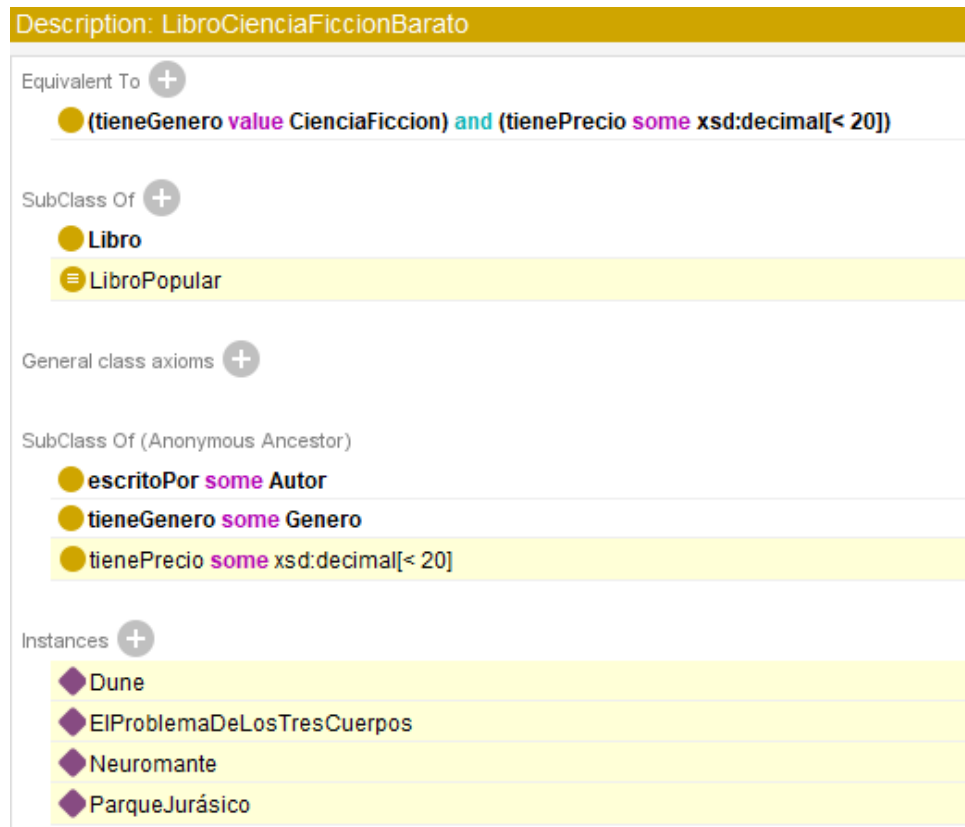 Description: LibroCienciaFiccionBarato
Equivalent To
(tieneGenero value CienciaFiccion) and (tienePrecio some xsd:decimal[< 20])
SubClass Of
Libro
LibroPopular
General class axioms
SubClass Of (Anonymous Ancestor)
escritoPor some Autor
tieneGenero some Genero
tienePrecio some xsd:decimal[< 20]
Instances
Dune
ElProblemaDeLosTresCuerpos
Neuromante
ParqueJurásico